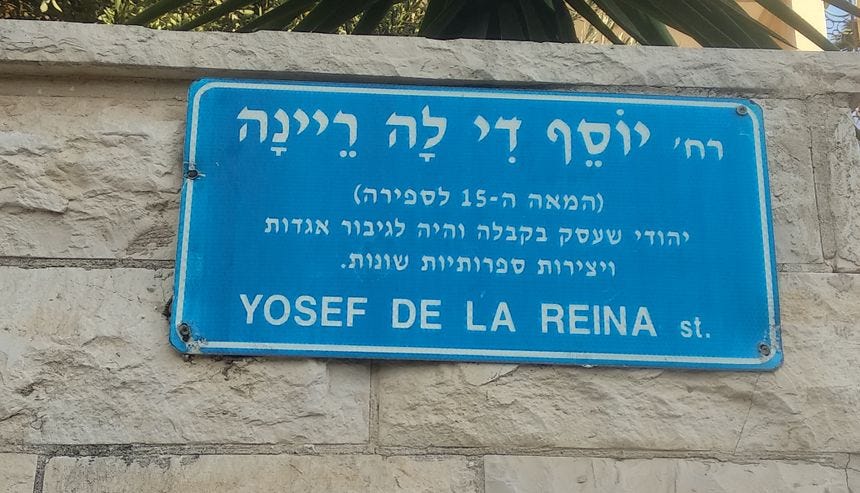 רח׳ יוֹסֵף דִי לָה רֵיינָה
(המאה ה-15 לספירה)
יהודי שעסק בקבלה והיה לגיבור אגדות
ויצירות ספרותיות שונות.
YOSEF DE LA REINA st.